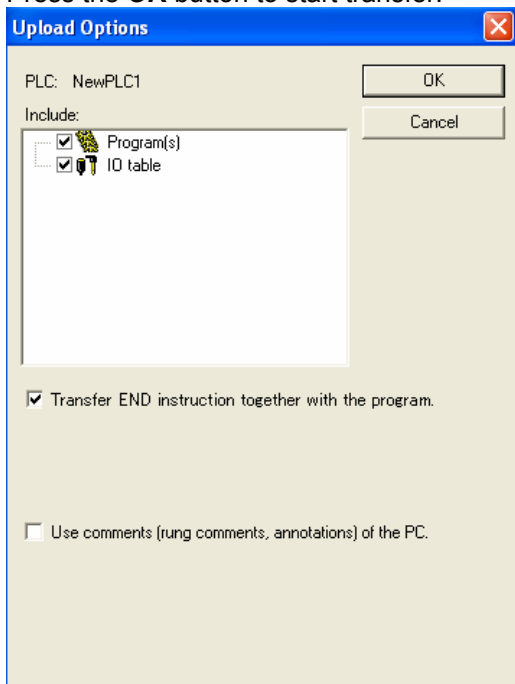 Press the OK button to start transfer.
Upload Options
PLC: NewPLC1
OK
Include:
Cancel
Program(s)
IO table
Transfer END instruction together with the program.
Use comments (rung comments, annotations) of the PC.